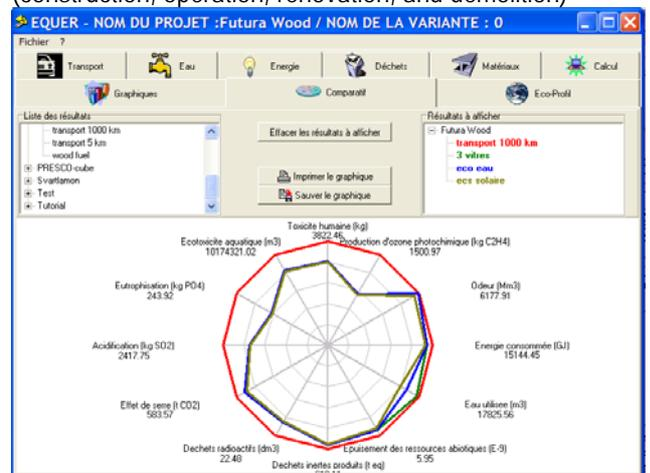 (construction, operation, renovation, and demolition)
EQUER - NOM DU PROJET :Futura Wood / NOM DE LA VARIANTE : 0
Fichier ?
Transport Eau Energie Déchets Matériaux Calcul
Graphiques Comparatif Eco-Profil
Liste des résultats
transport 1000 km
transport 5 km
wood fuel
PRESCO-cube
Svartlamon
Test
Tutorial
Effacer les résultats à afficher
Imprimer le graphique
Sauver le graphique
Résultats à afficher
Futura Wood
transport 1000 km
3 vitres
eco eau
ecs solaire
Toxicite humaine (kg)
3822.46
Production d'ozone photochimique (kg C2H4)
1500.97
Odeur (Mm3)
6177.91
Energie consommée (GJ)
15144.45
Eau utilisee (m3)
17825.56
Epuisement des ressources abiotiques (E-9)
5.95
Dechets inertes produits (t eq)
Dechets radioactifs (dm3)
22.48
Effet de serre (t CO2)
583.57
Acidification (kg SO2)
2417.75
Eutrophisation (kg PO4)
243.92
Ecotoxicite aquatique (m3)
10174321.02